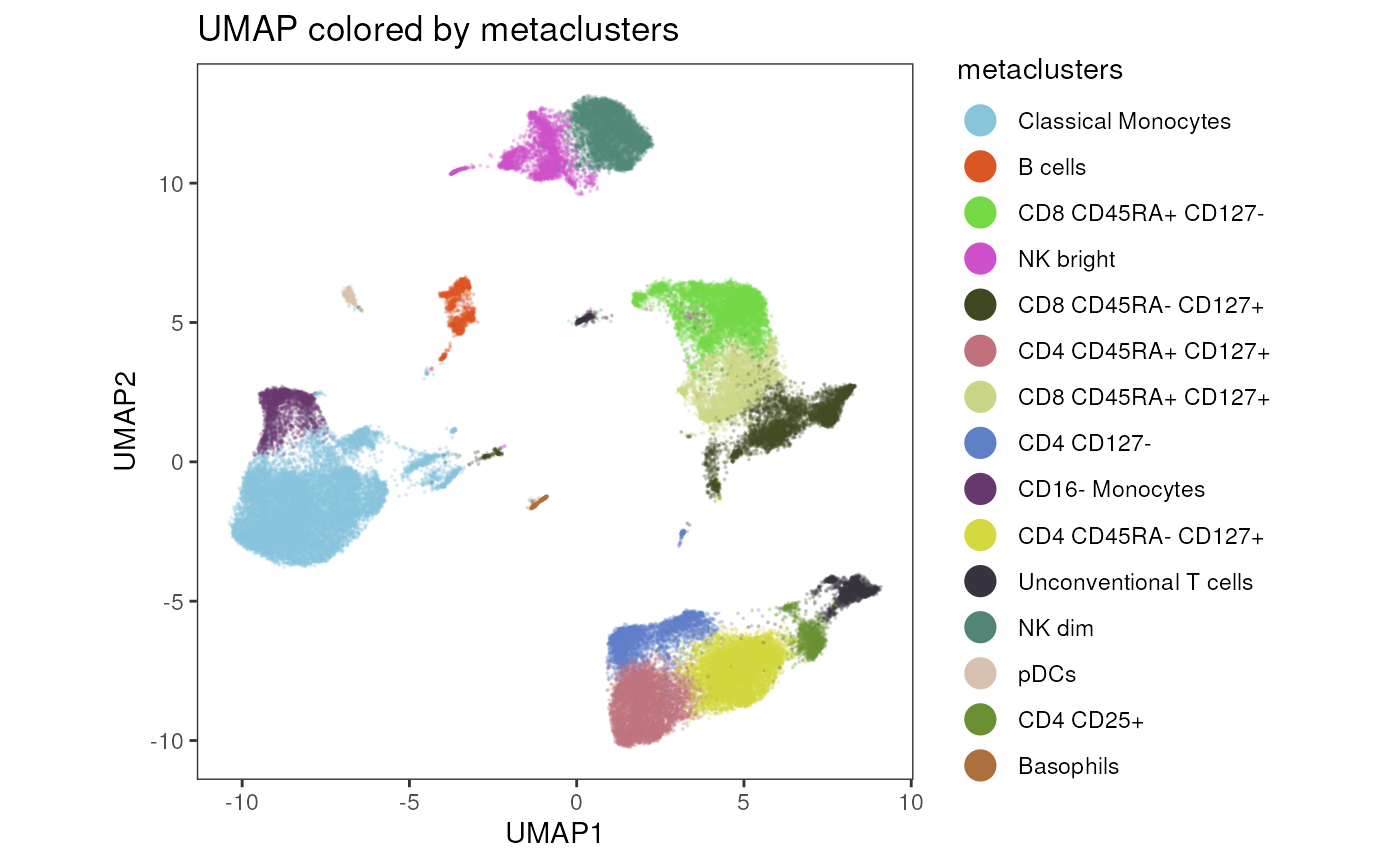 UMAP colored by metaclusters
metaclusters
Classical Monocytes
B cells
CD8 CD45RA+ CD127-
NK bright
CD8 CD45RA- CD127+
CD4 CD45RA+ CD127+
CD8 CD45RA+ CD127+
CD4 CD127-
CD16- Monocytes
CD4 CD45RA- CD127+
Unconventional T cells
NK dim
pDCs
CD4 CD25+
Basophils
UMAP2
10
5
0
-5
-10
-10 -5 0 5 10
UMAP1